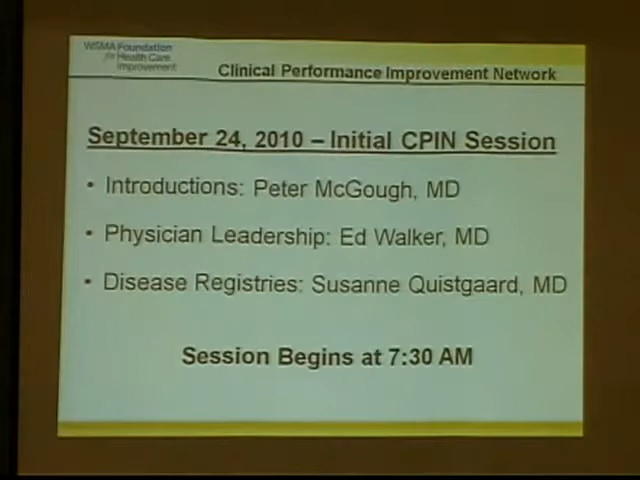 WSMA Foundation
for Health Care
Improvement
Clinical Performance Improvement Network
September 24, 2010 – Initial CPIN Session
• Introductions: Peter McGough, MD
• Physician Leadership: Ed Walker, MD
• Disease Registries: Susanne Quistgaard, MD
Session Begins at 7:30 AM